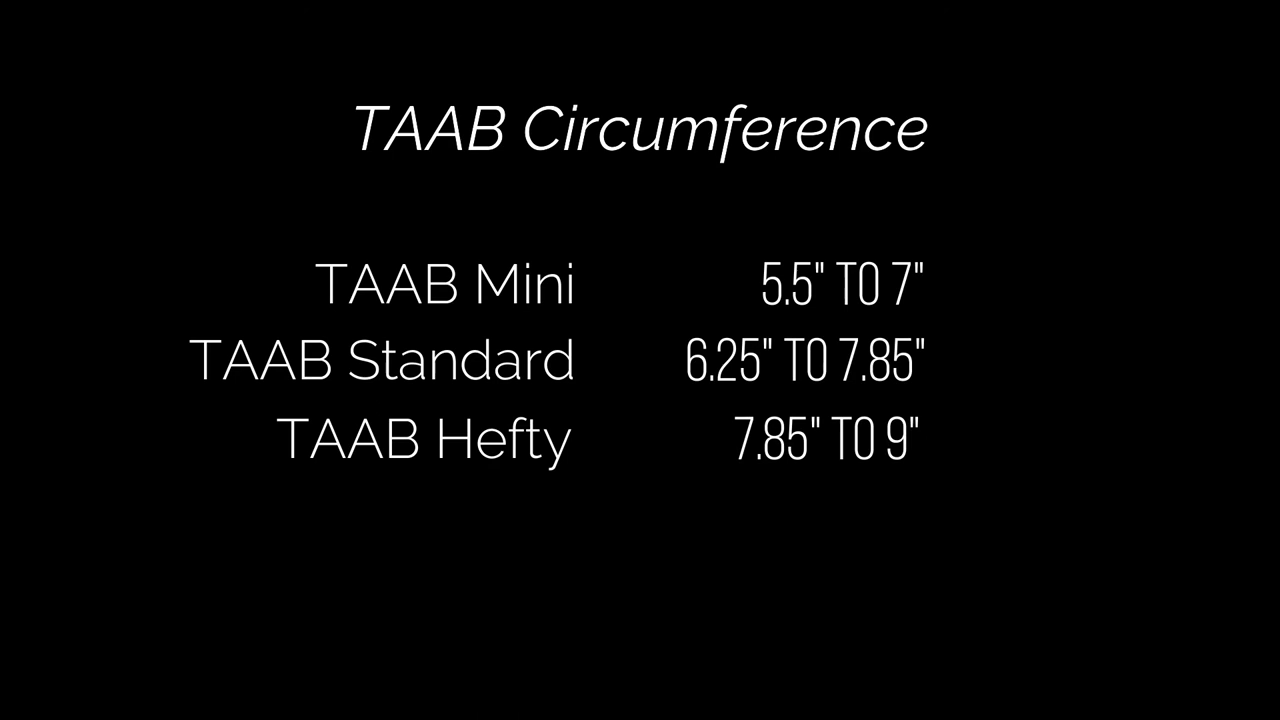 TAAB Circumference
TAAB Mini 5.5" TO 7"
TAAB Standard 6.25" TO 7.85"
TAAB Hefty 7.85" TO 9"